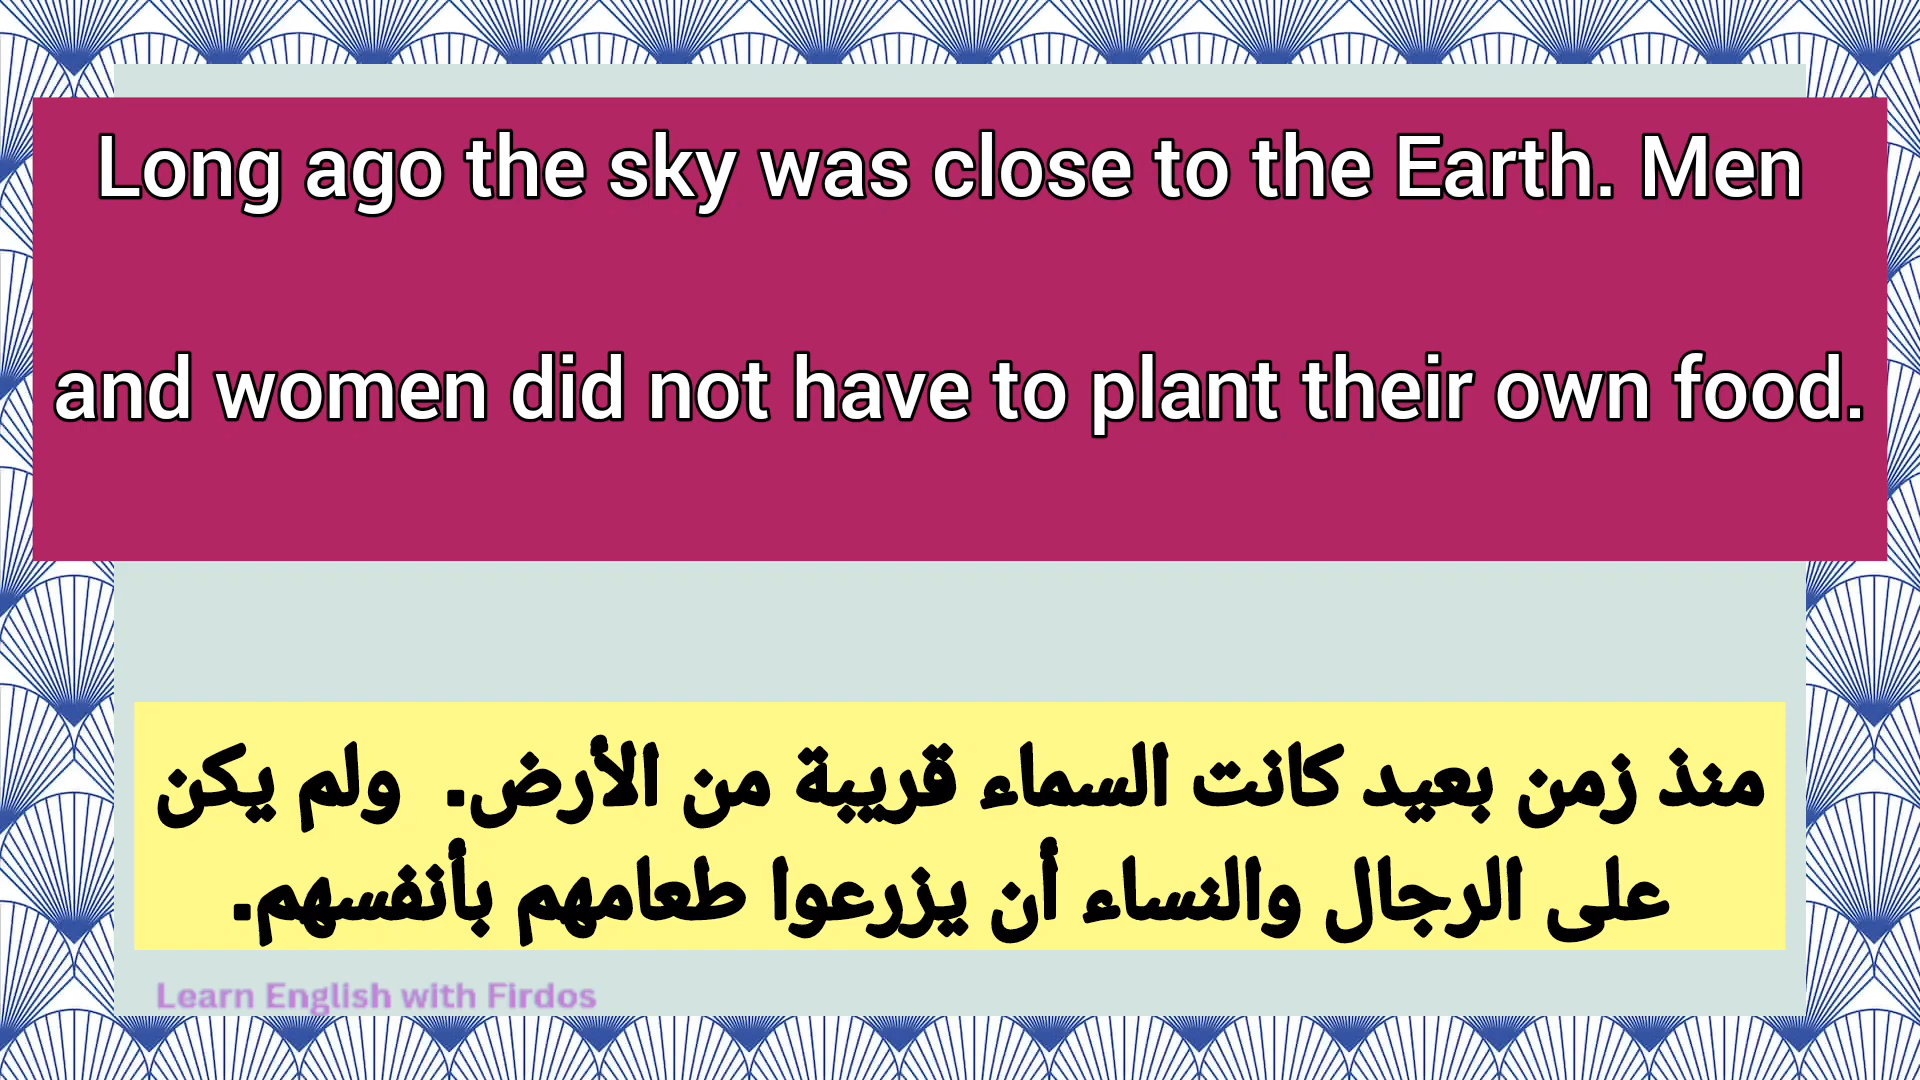 Long ago the sky was close to the Earth. Men
and women did not have to plant their own food.
منذ زمن بعيد كانت السماء قريبة من الأرض. ولم يكن
على الرجال والنساء أن يزرعوا طعامهم بأنفسهم.
Learn English with Firdos